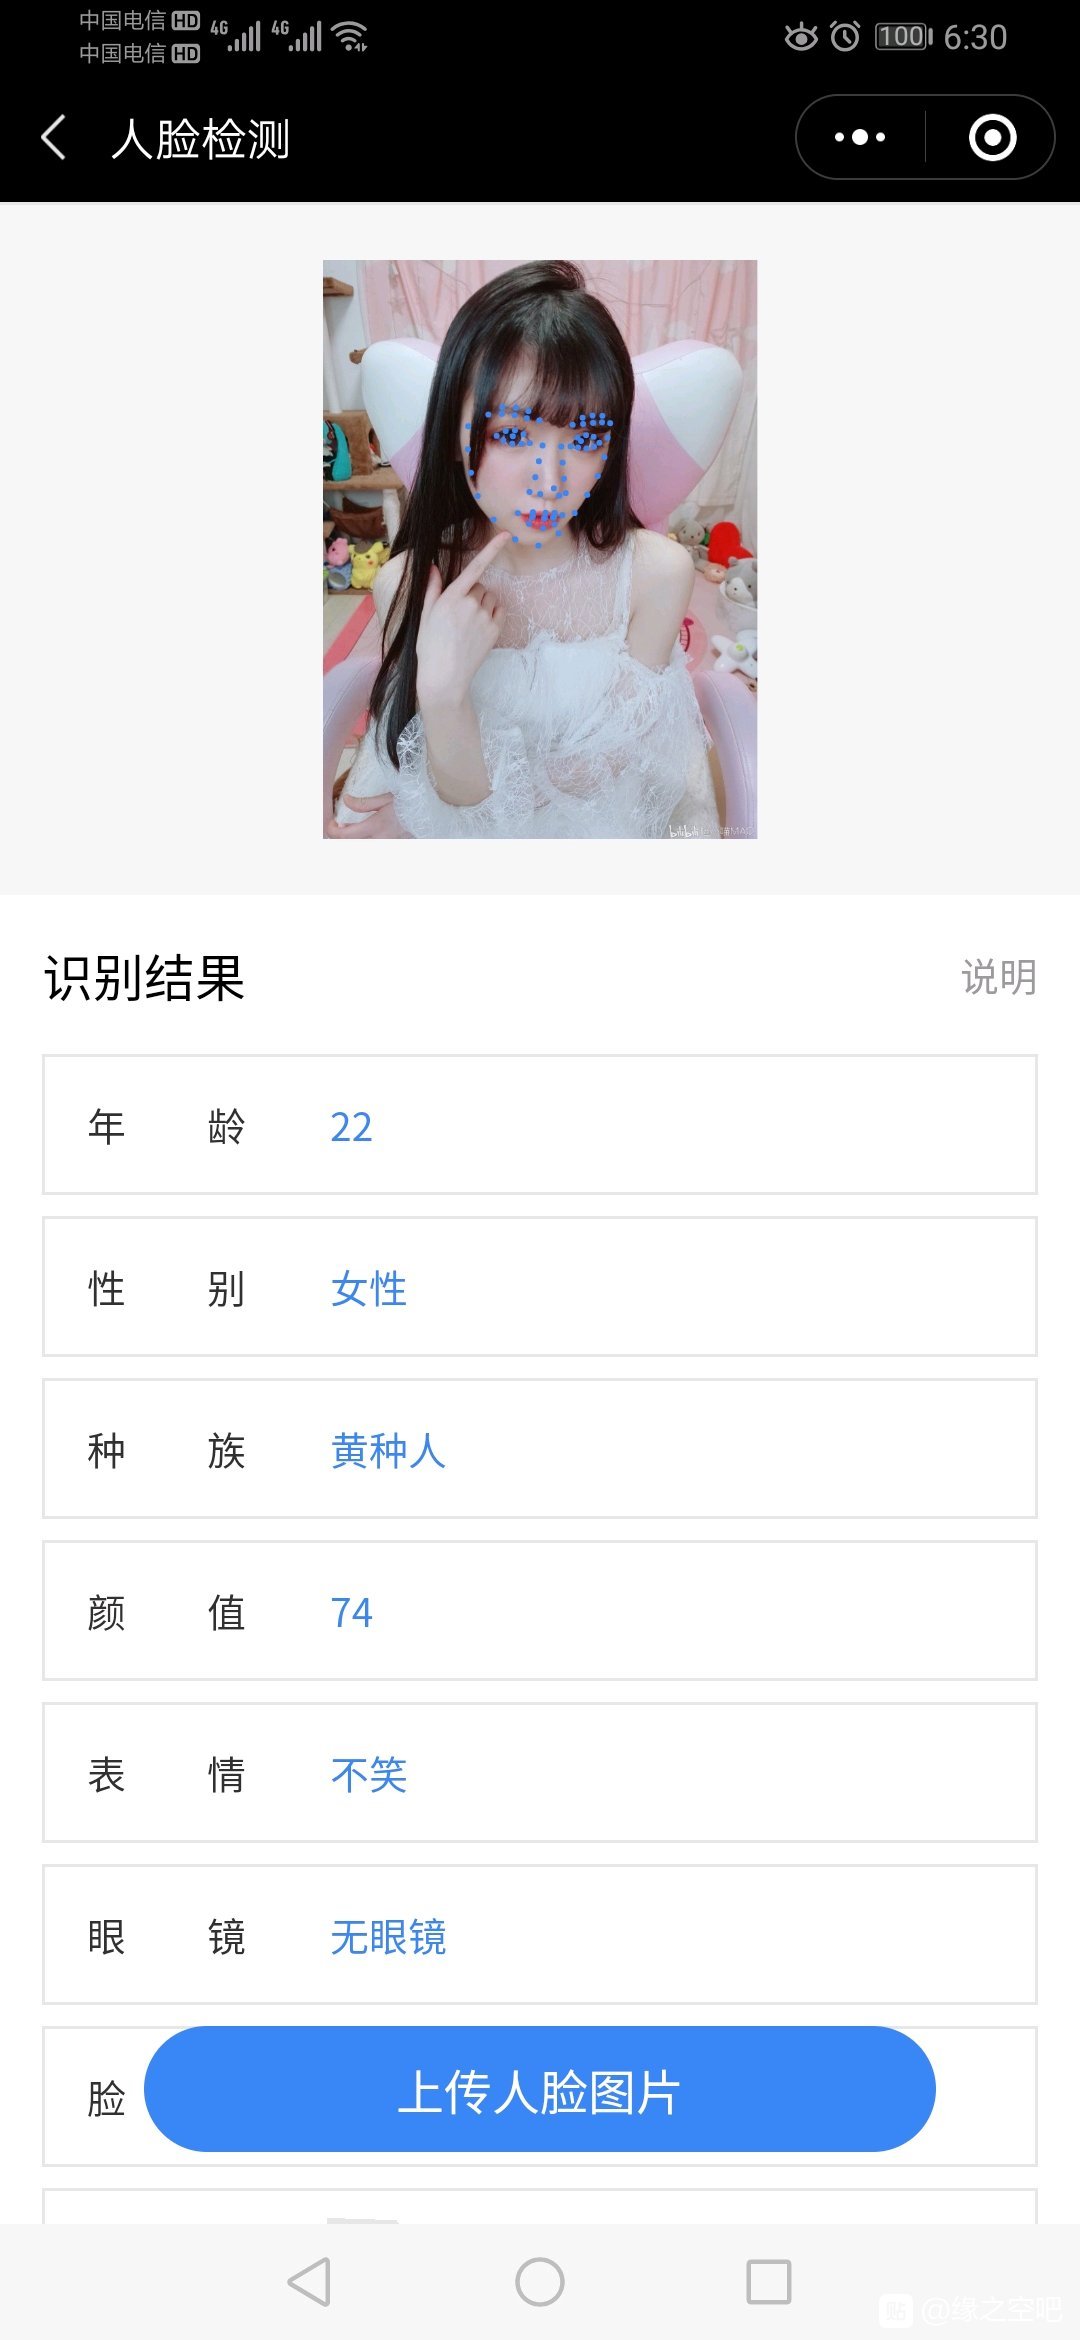 中国电信 HD 4G 4G 100 6:30
中国电信 HD
人脸检测
bilibili
识别结果 说明
年龄 22
性别 女性
种族 黄种人
颜值 74
表情 不笑
眼镜 无眼镜
脸
上传人脸图片
贴 @缘之空吧